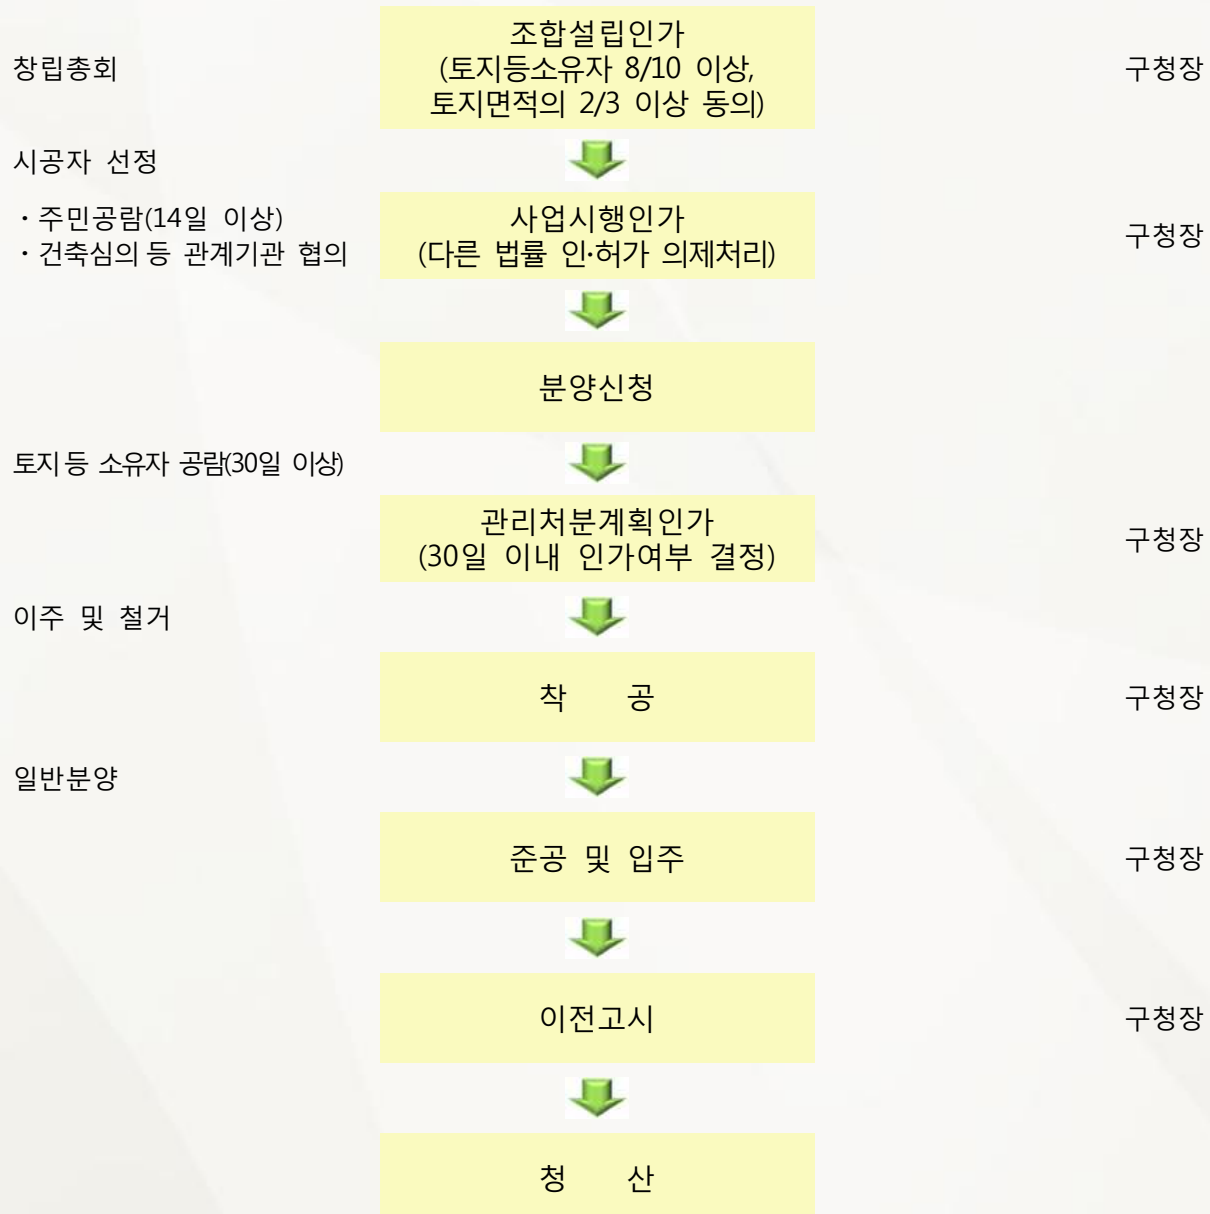 조합설립인가
창립총회
(토지등소유자 8/10 이상,
구청장
토지면적의 2/3 이상 동의)
시공자 선정
・주민공람(14일 이상)
사업시행인가
구청장
・건축심의 등 관계기관 협의
(다른 법률 인·허가 의제처리)
분양신청
토지 등 소유자 공람(30일 이상)
관리처분계획인가
구청장
(30일 이내 인가여부 결정)
이주 및 철거
착 공
구청장
일반분양
준공 및 입주
구청장
이전고시
구청장
청 산